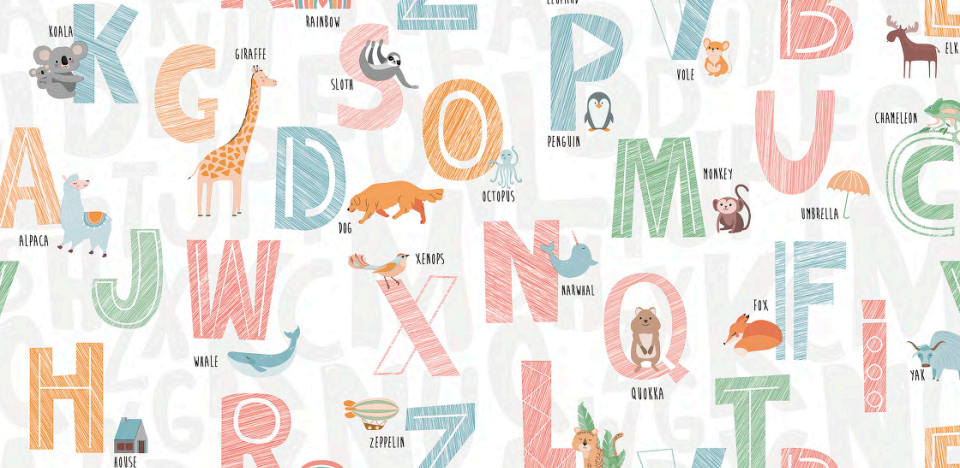 RAINBOW
KOALA
K
B
ELK
GIRAFFE
G
S
SLOTH
P
VOLE
PENGUIN
U
CHAMELEON
C
A
D
O
OCTOPUS
M
MONKEY
UMBRELLA
DOG
ALPACA
J
W
XENOPS
X
N
NARWHAL
Q
F
FOX
I
YAK
WHALE
QUOKKA
H
HOUSE
R
ZEPPELIN
Z
L
T